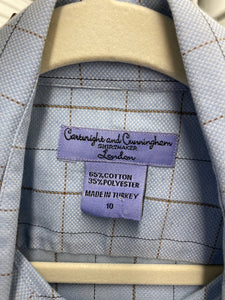 Cartwright and Cunningham
SHIRTMAKER
London
65%COTTON
35%POLYESTER
MADE IN TURKEY
10